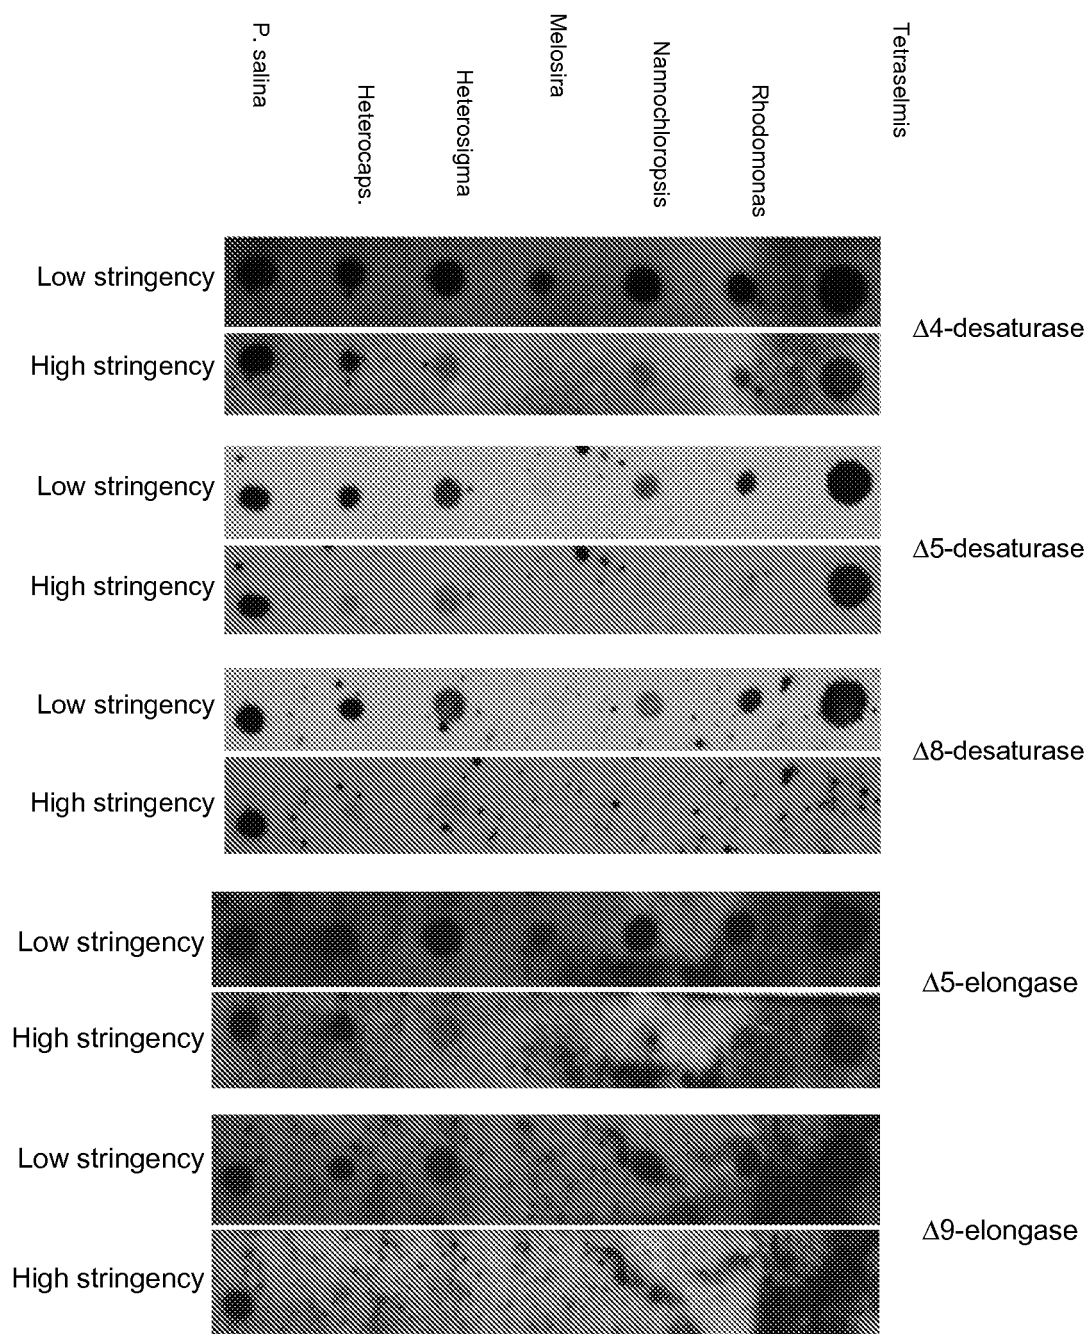 P. salina
Heterocaps.
Heterosigma
Melosira
Nannochloropsis
Rhodomonas
Tetraselmis
Low stringency
Δ4-desaturase
High stringency
Low stringency
Δ5-desaturase
High stringency
Low stringency
Δ8-desaturase
High stringency
Low stringency
Δ5-elongase
High stringency
Low stringency
Δ9-elongase
High stringency